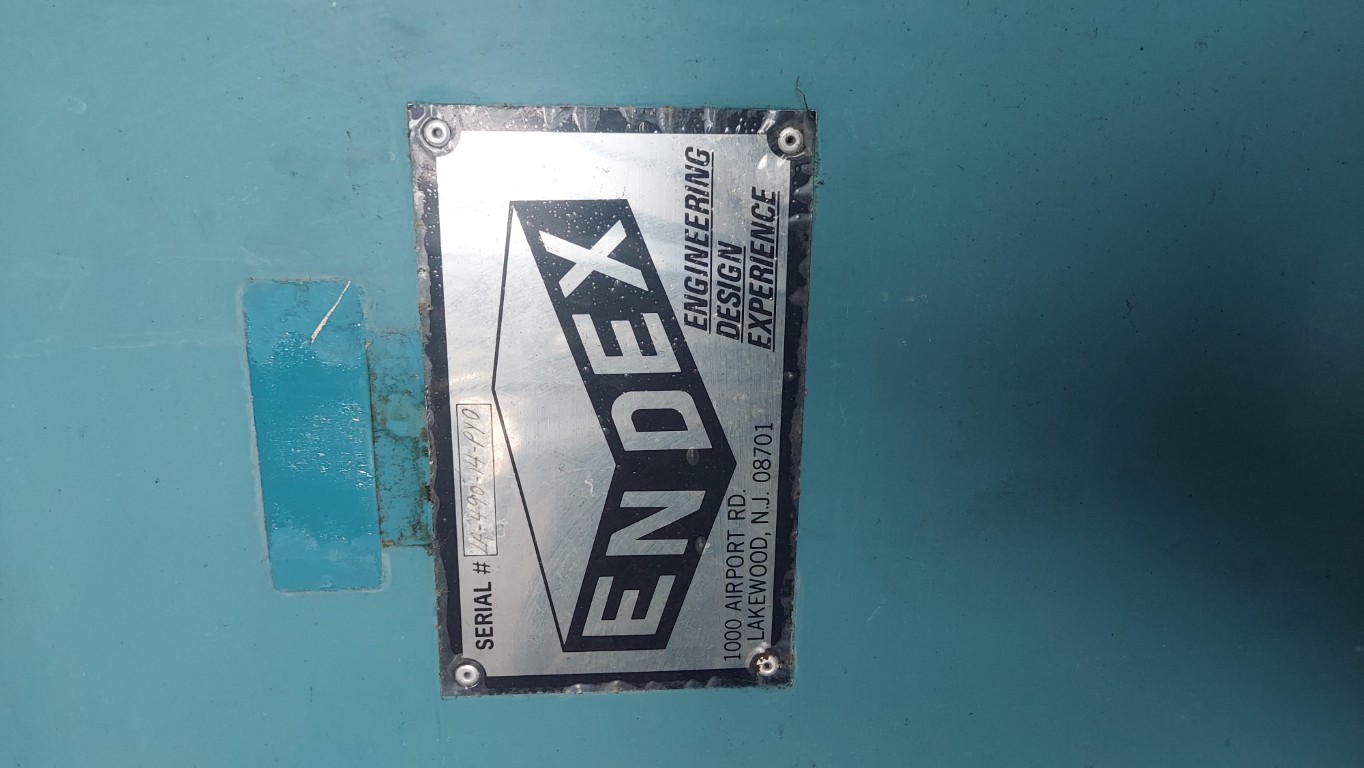 SERIAL #
ENDEX
ENGINEERING
DESIGN
EXPERIENCE
1000 AIRPORT RD.
LAKEWOOD, N.J. 08701